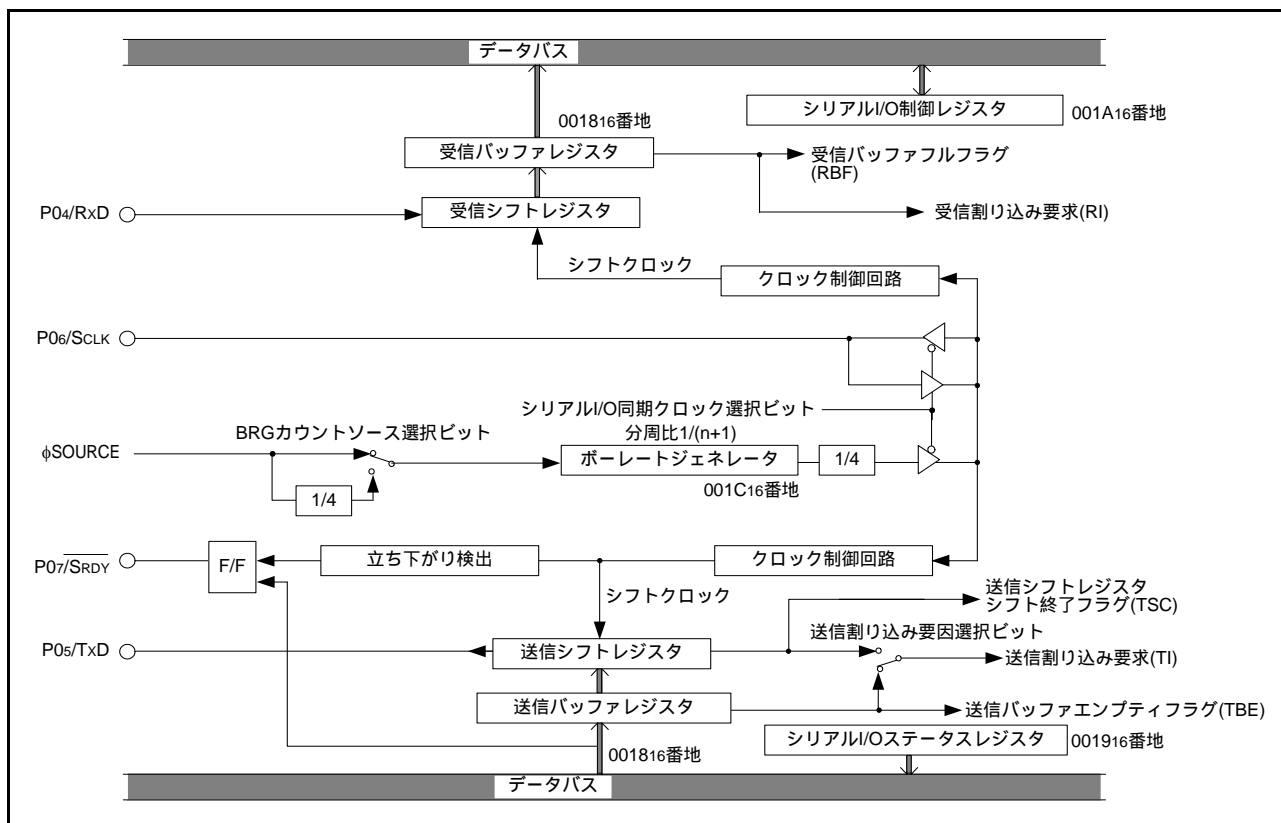 データバス
シリアルI/O制御レジスタ
001A16番地
001816番地
受信バッファレジスタ
受信バッファフルフラグ
(RBF)
P04/RXD
受信シフトレジスタ
受信割り込み要求(RI)
シフトクロック
クロック制御回路
P06/SCLK
シリアルI/O同期クロック選択ビット
BRGカウントソース選択ビット
分周比1/(n+1)
φSOURCE
ボーレートジェネレータ
1/4
001C16番地
1/4
P07/SRDY
F/F
立ち下がり検出
クロック制御回路
シフトクロック
送信シフトレジスタ
シフト終了フラグ(TSC)
送信割り込み要因選択ビット
P05/TXD
送信シフトレジスタ
送信割り込み要求(TI)
送信バッファレジスタ
送信バッファエンプティフラグ(TBE)
001816番地
シリアルI/Oステータスレジスタ
001916番地
データバス